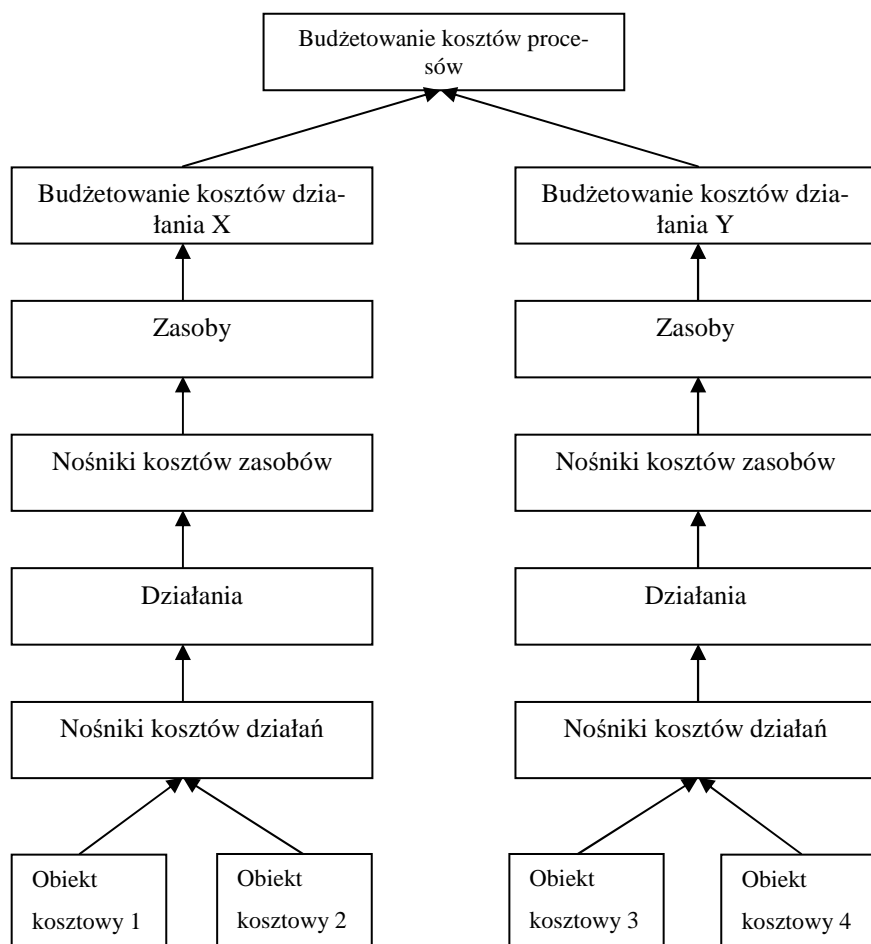 Budżetowanie kosztów proce-
sów
Budżetowanie kosztów dzia-
łania X
Budżetowanie kosztów dzia-
łania Y
Zasoby
Zasoby
Nośniki kosztów zasobów
Nośniki kosztów zasobów
Działania
Działania
Nośniki kosztów działań
Nośniki kosztów działań
Obiekt
kosztowy 1
Obiekt
kosztowy 2
Obiekt
kosztowy 3
Obiekt
kosztowy 4